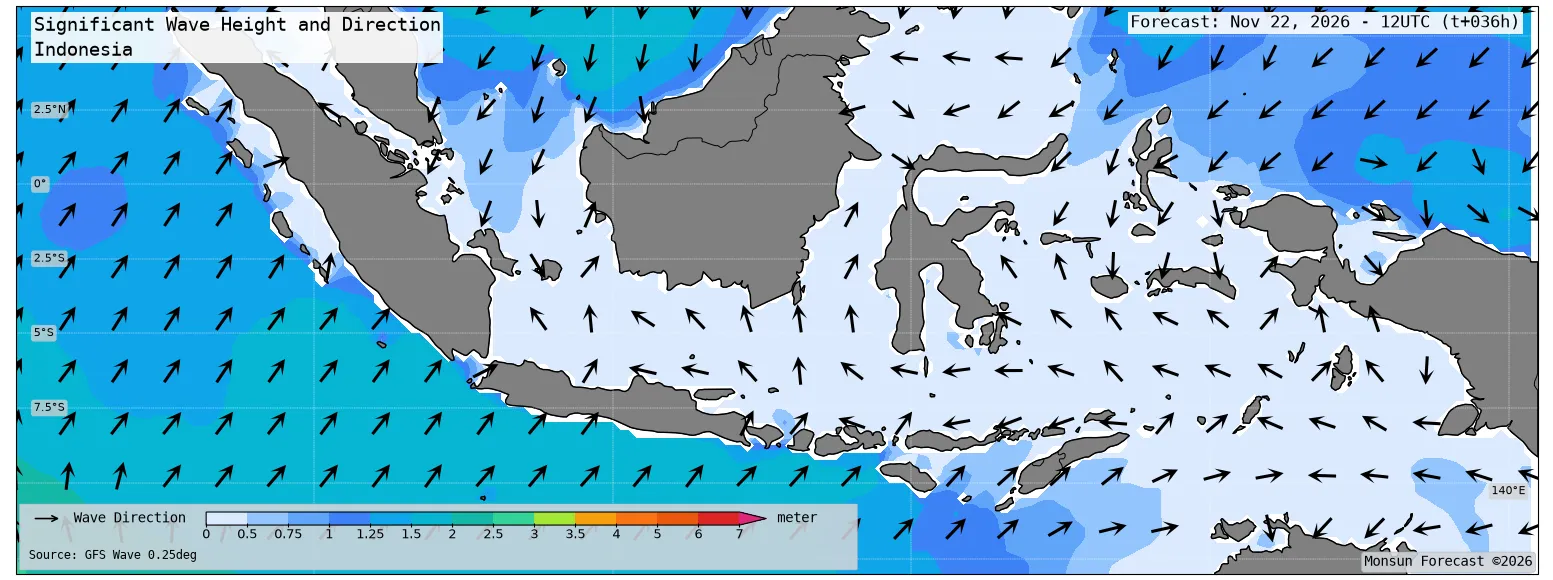 Significant Wave Height and Direction
Indonesia
Forecast: Nov 22, 2026 - 12UTC (t+036h)
2.5°N
0°
2.5°S
5°S
7.5°S
140°E
Wave Direction
0 0.5 0.75 1 1.25 1.5 2 2.5 3 3.5 4 5 6 7
meter
Source: GFS Wave 0.25deg
Monsun Forecast ©2026